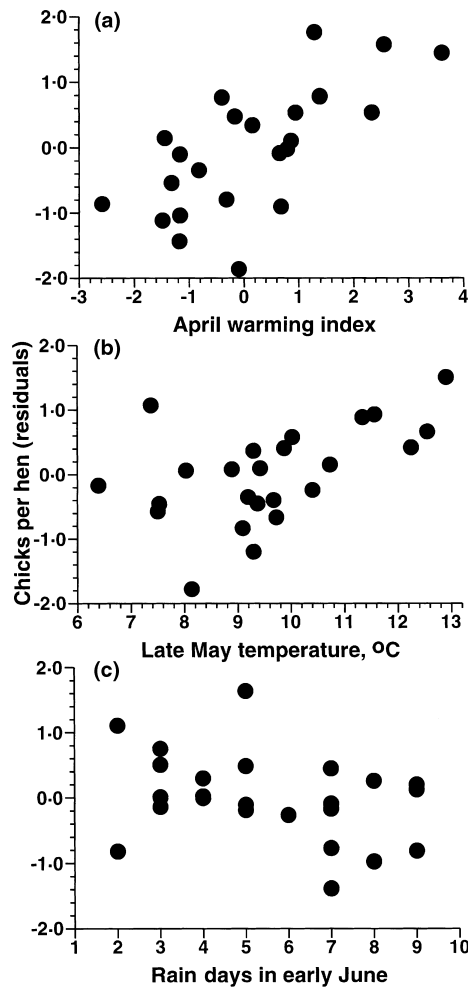 (a)
2·0
1·0
0·0
-1·0
-2·0
-3 -2 -1 0 1 2 3 4
April warming index
Chicks per hen (residuals)
(b)
2·0
1·0
0·0
-1·0
-2·0
6 7 8 9 10 11 12 13
Late May temperature, ºC
(c)
2·0
1·0
0·0
-1·0
-2·0
1 2 3 4 5 6 7 8 9 10
Rain days in early June